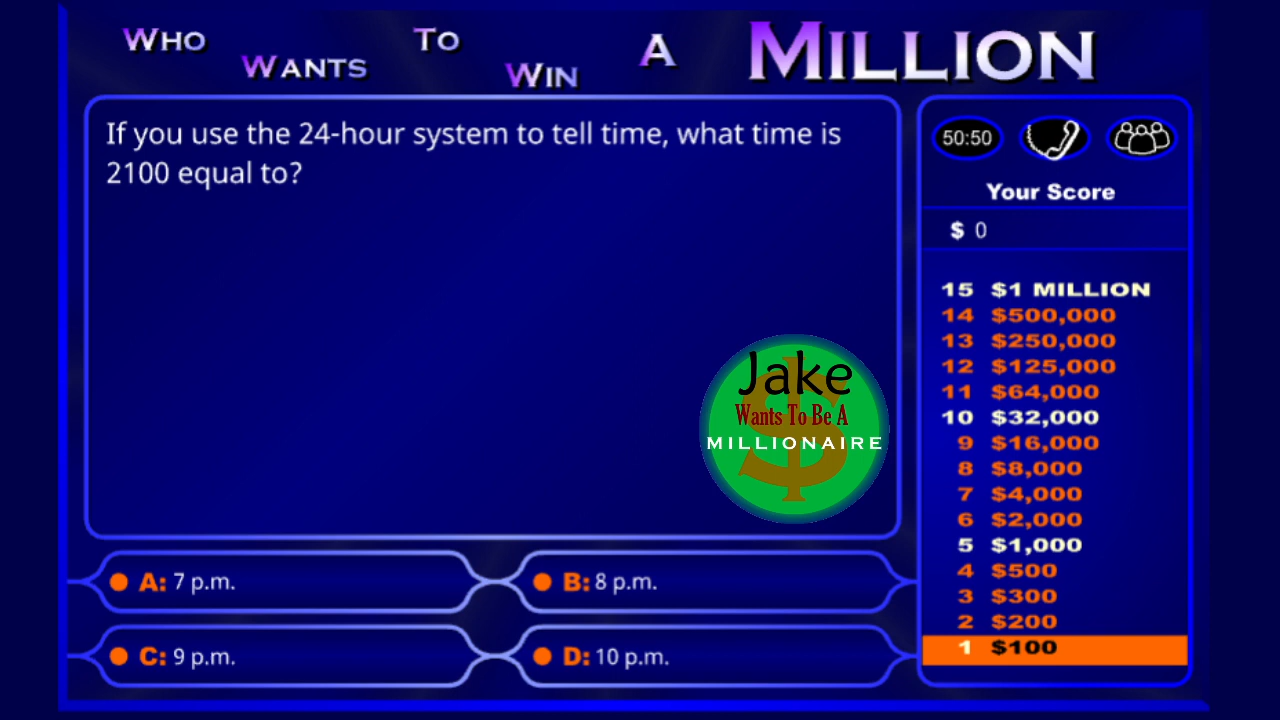 Who Wants To Win A Million
If you use the 24-hour system to tell time, what time is
2100 equal to?
50:50
Your Score
$ 0
15 $1 MILLION
14 $500,000
13 $250,000
12 $125,000
11 $64,000
10 $32,000
9 $16,000
8 $8,000
7 $4,000
6 $2,000
5 $1,000
4 $500
3 $300
2 $200
1 $100
Jake
Wants To Be A
MILLIONAIRE
$
A: 7 p.m.
B: 8 p.m.
C: 9 p.m.
D: 10 p.m.